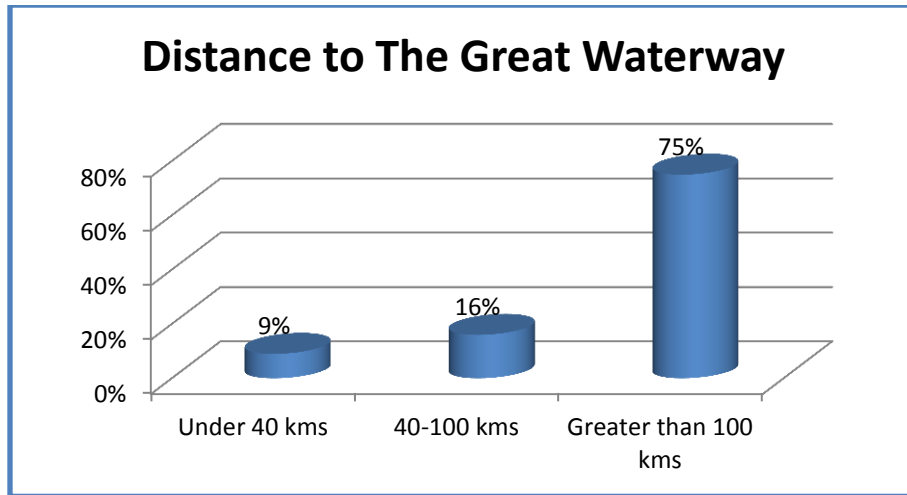 Distance to The Great Waterway
75%
80%
60%
40%
16%
9%
20%
0%
Under 40 kms
40-100 kms
Greater than 100
kms